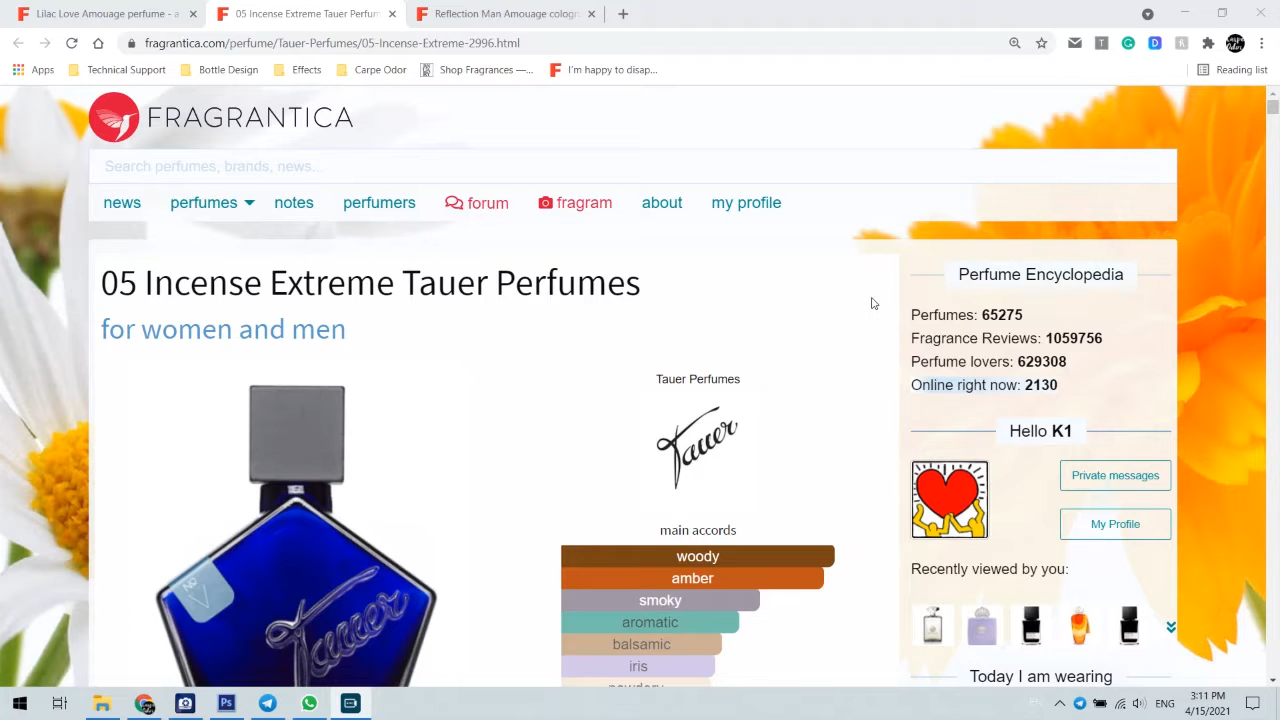 Lilac Love Amouage perfume - a
05 Incense Extreme Tauer Perfum
Reflection Man Amouage cologn
fragrantica.com/perfume/Tauer-Perfumes/05-Incense-Extreme-2996.html
Apps Technical Support Bottle Design Effects Carpe Odor Shop Fragrances —... I'm happy to disap... Reading list
FRAGRANTICA
Search perfumes, brands, news...
news perfumes notes perfumers forum fragram about my profile
05 Incense Extreme Tauer Perfumes
for women and men
Tauer Perfumes
Tauer
main accords
woody
amber
smoky
aromatic
balsamic
iris
powdery
NO
V
Tauer
Perfume Encyclopedia
Perfumes: 65275
Fragrance Reviews: 1059756
Perfume lovers: 629308
Online right now: 2130
Hello K1
Private messages
My Profile
Recently viewed by you:
Today I am wearing
ENG
3:11 PM
4/15/2021